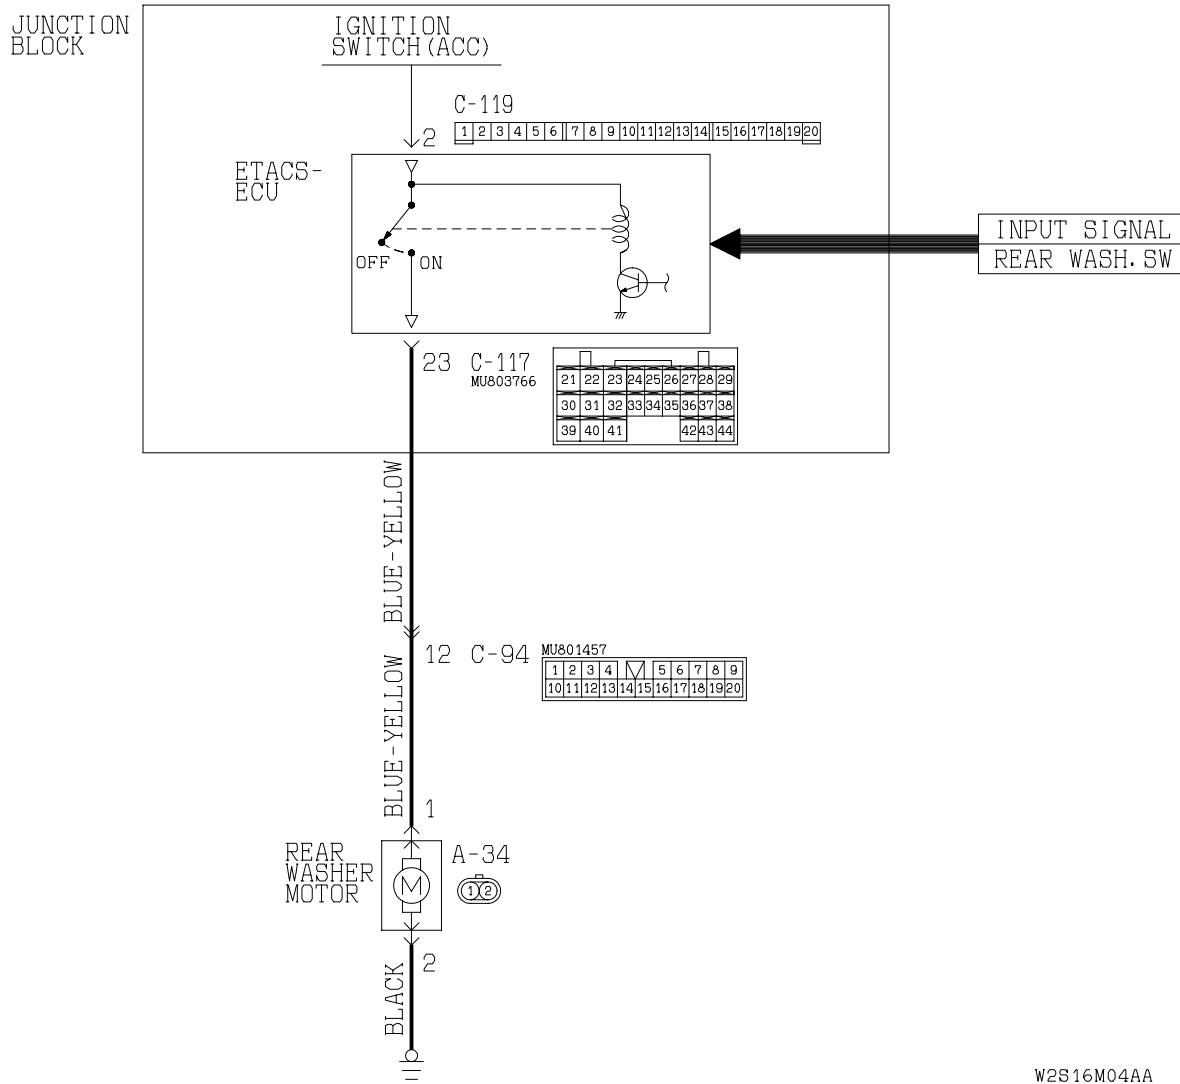 JUNCTION
BLOCK
IGNITION
SWITCH(ACC)
C-119
2
1 2 3 4 5 6 7 8 9 10 11 12 13 14 15 16 17 18 19 20
ETACS-
ECU
OFF ON
INPUT SIGNAL
REAR WASH. SW
23 C-117
MU803766
21 22 23 24 25 26 27 28 29
30 31 32 33 34 35 36 37 38
39 40 41 42 43 44
BLUE-YELLOW
12 C-94
MU801457
1 2 3 4 5 6 7 8 9
10 11 12 13 14 15 16 17 18 19 20
BLUE-YELLOW
1
REAR
WASHER
MOTOR
M
A-34
1 2
2
BLACK
W2S16M04AA